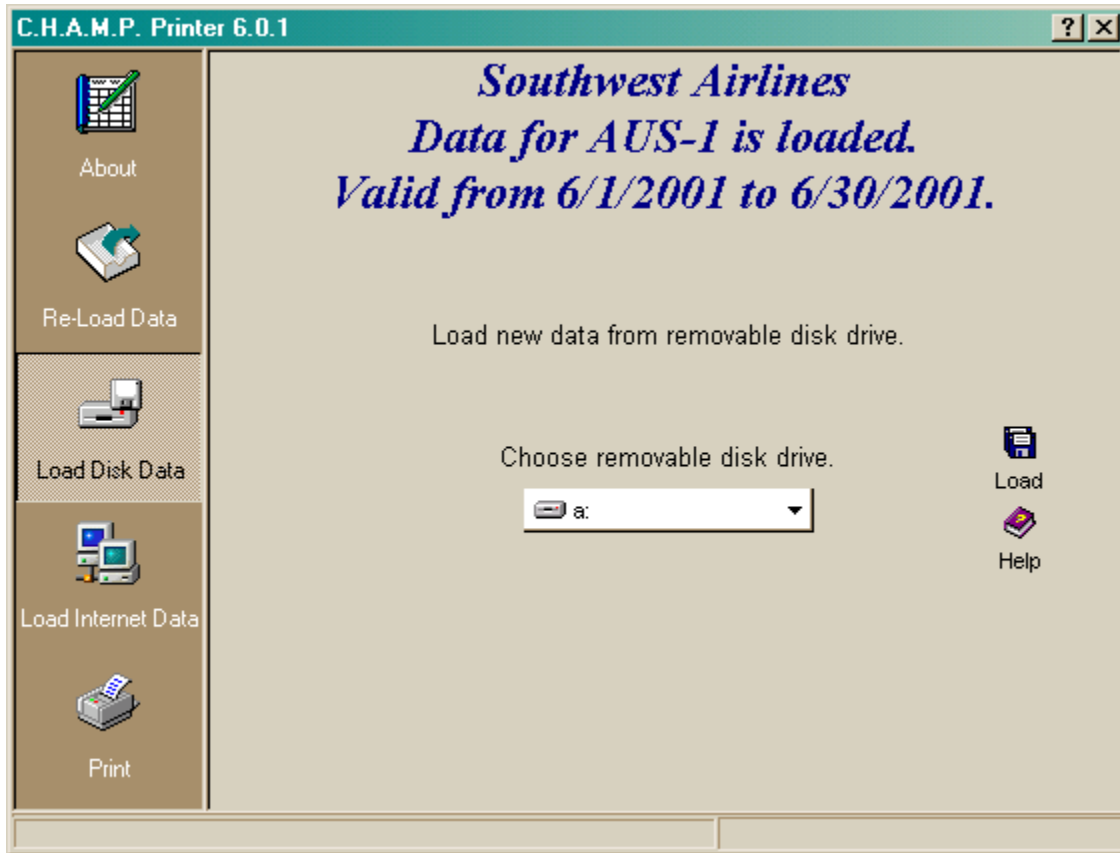 C.H.A.M.P. Printer 6.0.1
About
Re-Load Data
Load Disk Data
Load Internet Data
Print
Southwest Airlines
Data for AUS-1 is loaded.
Valid from 6/1/2001 to 6/30/2001.
Load new data from removable disk drive.
Choose removable disk drive.
a:
Load
Help